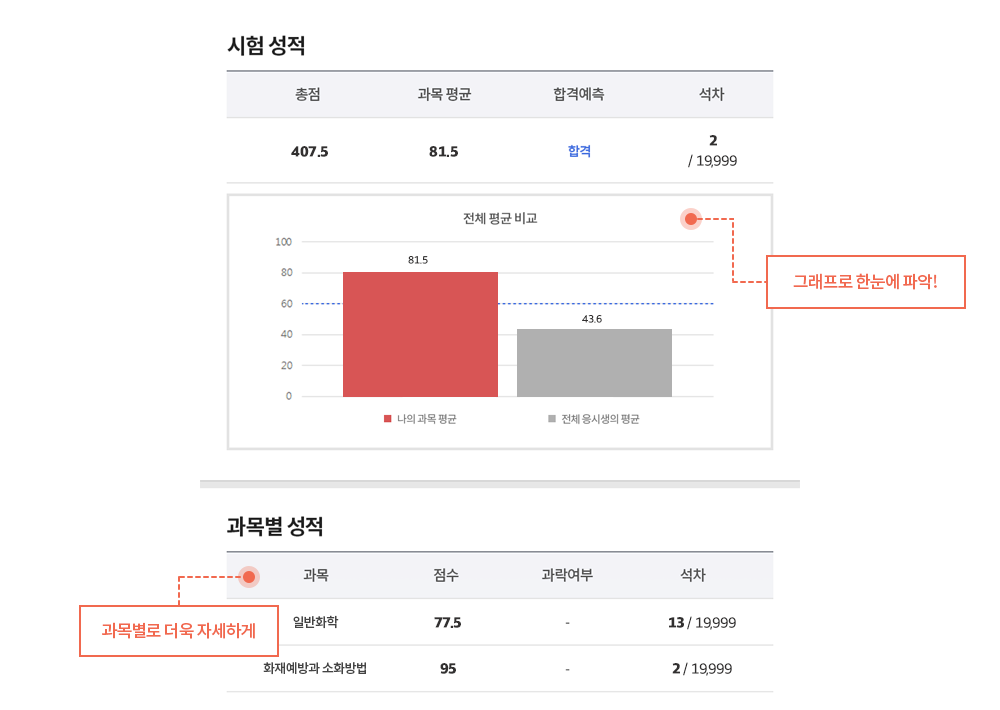 시험 성적
총점 과목 평균 합격예측 석차
407.5 81.5 합격 2
/ 19,999
전체 평균 비교
100
81.5
80
그래프로 한눈에 파악!
60
43.6
40
20
0
나의 과목 평균 전체 응시생의 평균
과목별 성적
과목 점수 과락여부 석차
과목별로 더욱 자세하게
일반화학 77.5 - 13 / 19,999
화재예방과 소화방법 95 - 2 / 19,999